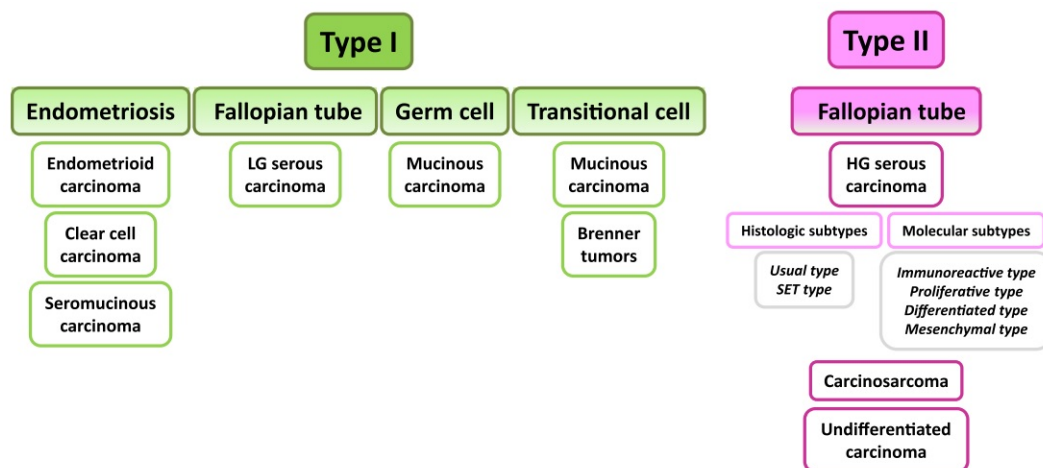 Type I
Type II
Endometriosis
Fallopian tube
Germ cell
Transitional cell
Fallopian tube
Endometrioid
carcinoma
Clear cell
carcinoma
Seromucinous
carcinoma
LG serous
carcinoma
Mucinous
carcinoma
Mucinous
carcinoma
Brenner
tumors
HG serous
carcinoma
Histologic subtypes
Usual type
SET type
Molecular subtypes
Immunoreactive type
Proliferative type
Differentiated type
Mesenchymal type
Carcinosarcoma
Undifferentiated
carcinoma